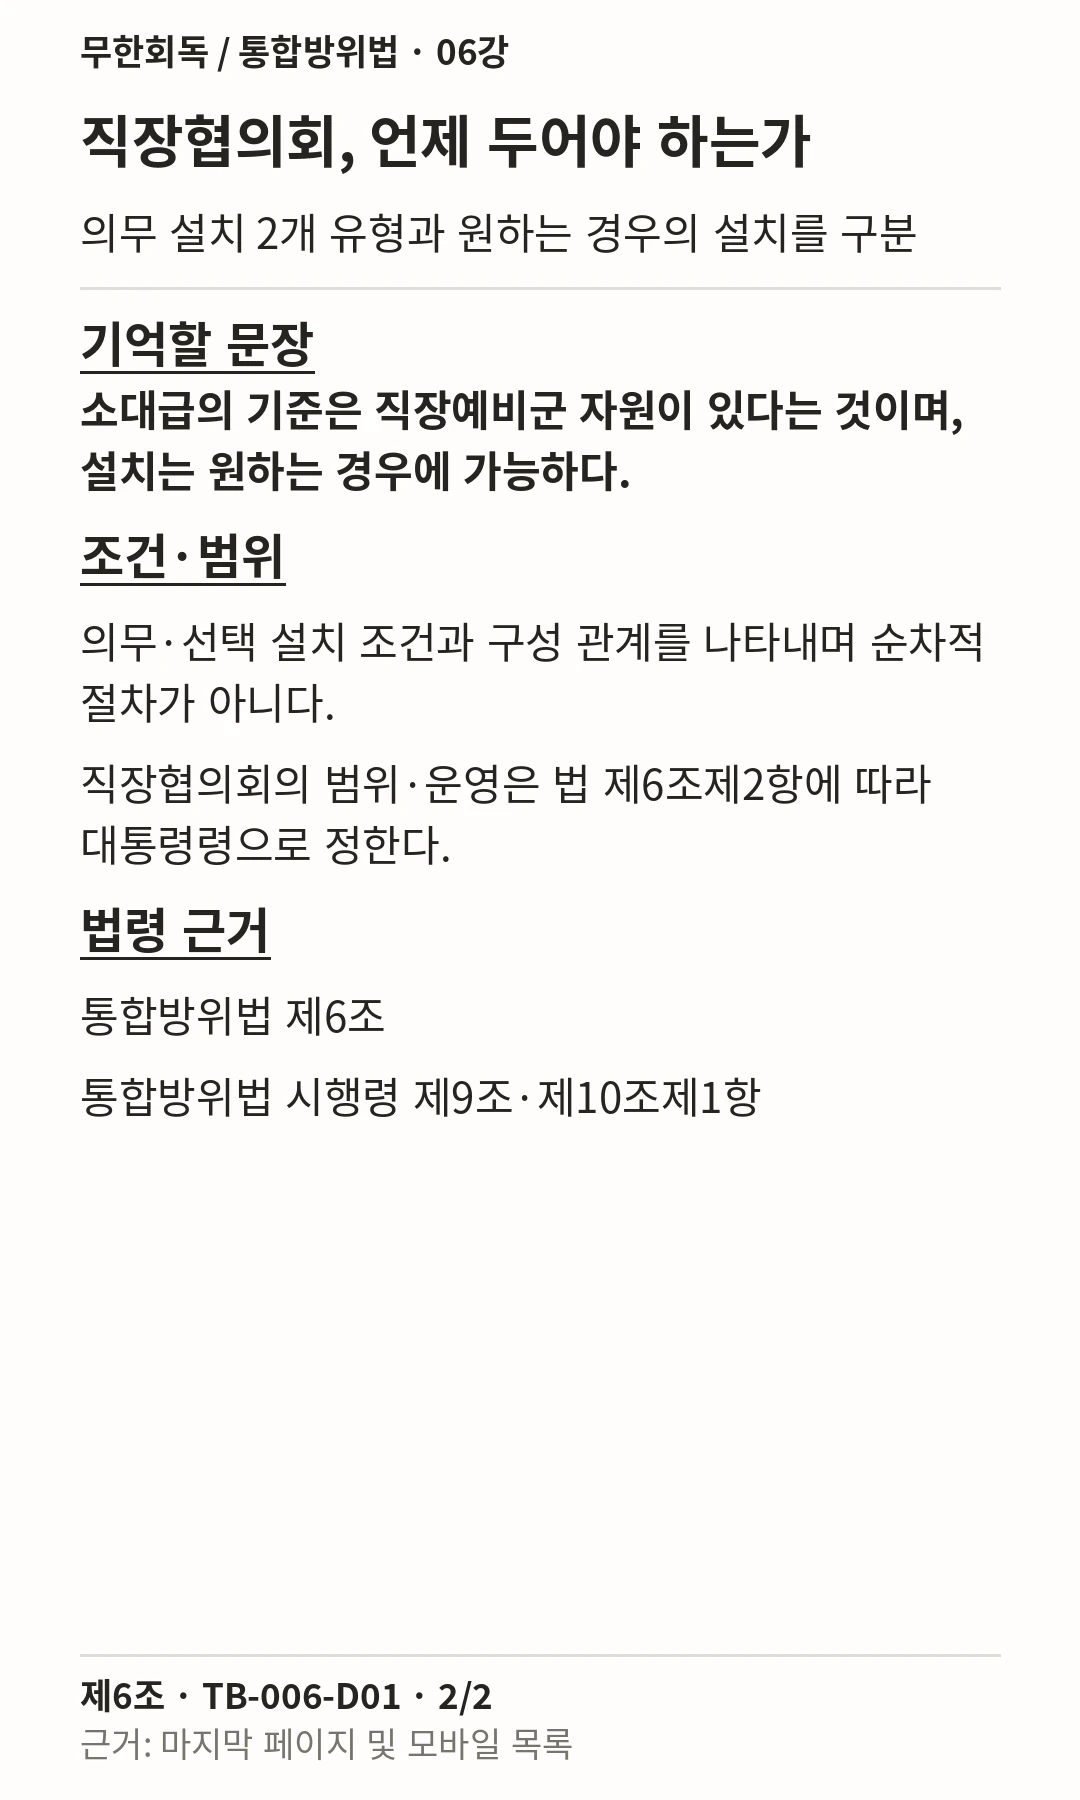 무한회독 / 통합방위법 · 06강
직장협의회, 언제 두어야 하는가
의무 설치 2개 유형과 원하는 경우의 설치를 구분
기억할 문장
소대급의 기준은 직장예비군 자원이 있다는 것이며,
설치는 원하는 경우에 가능하다.
조건·범위
의무·선택 설치 조건과 구성 관계를 나타내며 순차적
절차가 아니다.
직장협의회의 범위·운영은 법 제6조제2항에 따라
대통령령으로 정한다.
법령 근거
통합방위법 제6조
통합방위법 시행령 제9조·제10조제1항
제6조 · TB-006-D01 · 2/2
근거: 마지막 페이지 및 모바일 목록